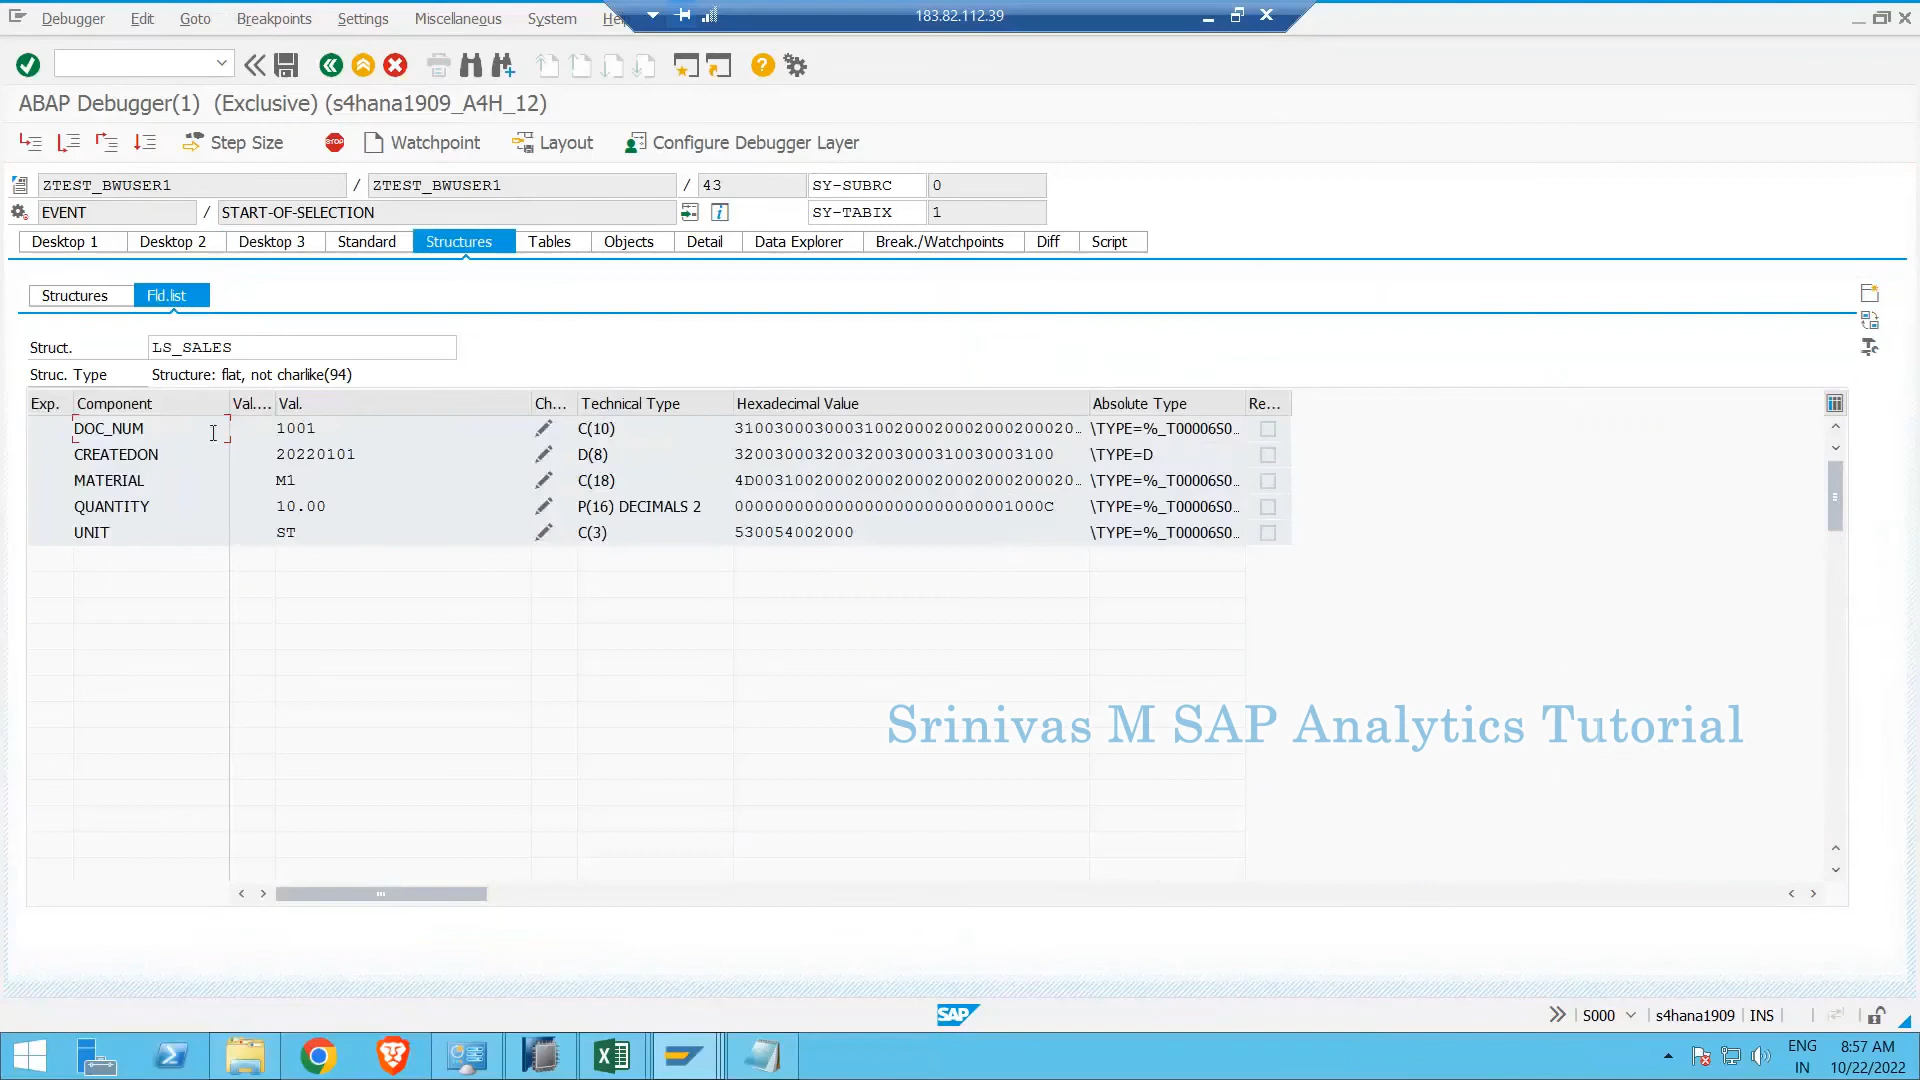 Debugger Edit Goto Breakpoints Settings Miscellaneous System 183.82.112.39
ABAP Debugger(1) (Exclusive) (s4hana1909_A4H_12)
Step Size STOP Watchpoint Layout Configure Debugger Layer
ZTEST_BWUSER1 / ZTEST_BWUSER1 / 43 SY-SUBRC 0
EVENT / START-OF-SELECTION SY-TABIX 1
Desktop 1 Desktop 2 Desktop 3 Standard Structures Tables Objects Detail Data Explorer Break./Watchpoints Diff Script
Structures Fld.list
Struct. LS_SALES
Struc. Type Structure: flat, not charlike(94)
Exp. Component Val.... Val. Ch... Technical Type Hexadecimal Value Absolute Type Re...
DOC_NUM 1001 C(10) 3100300030003100200020002000200020... \TYPE=%_T00006S0...
CREATEDON 20220101 D(8) 32003000320032003000310030003100 \TYPE=D
MATERIAL M1 C(18) 4D00310020002000200020002000200020... \TYPE=%_T00006S0...
QUANTITY 10.00 P(16) DECIMALS 2 0000000000000000000000000001000C \TYPE=%_T00006S0...
UNIT ST C(3) 530054002000 \TYPE=%_T00006S0...
Srinivas M SAP Analytics Tutorial
SAP
S000 s4hana1909 INS
ENG 8:57 AM
IN 10/22/2022